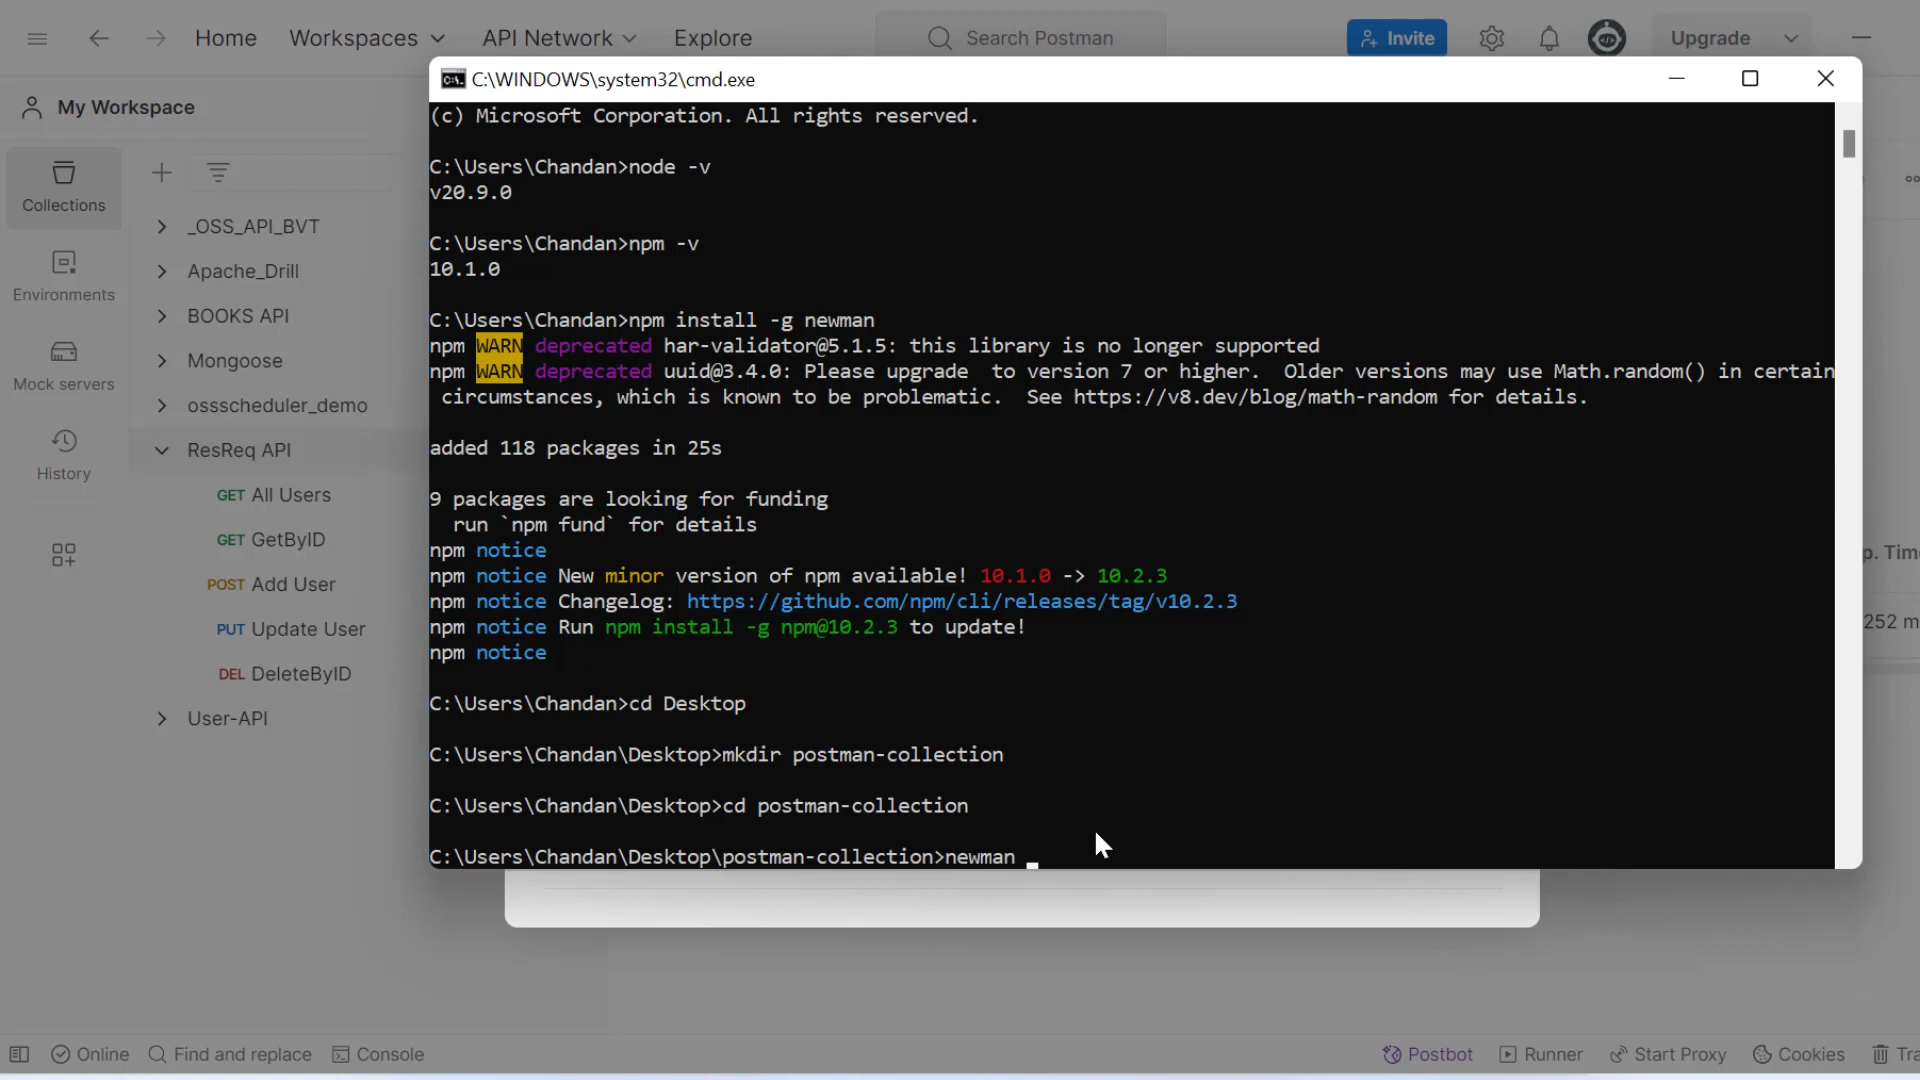 Home Workspaces API Network Explore Search Postman Invite Upgrade
My Workspace
Collections
Environments
Mock servers
History
_OSS_API_BVT
Apache_Drill
BOOKS API
Mongoose
ossscheduler_demo
ResReq API
GET All Users
GET GetByID
POST Add User
PUT Update User
DEL DeleteByID
User-API
C:\WINDOWS\system32\cmd.exe
(c) Microsoft Corporation. All rights reserved.
C:\Users\Chandan>node -v
v20.9.0
C:\Users\Chandan>npm -v
10.1.0
C:\Users\Chandan>npm install -g newman
npm WARN deprecated har-validator@5.1.5: this library is no longer supported
npm WARN deprecated uuid@3.4.0: Please upgrade  to version 7 or higher.  Older versions may use Math.random() in certain
 circumstances, which is known to be problematic.  See https://v8.dev/blog/math-random for details.
added 118 packages in 25s
9 packages are looking for funding
  run `npm fund` for details
npm notice
npm notice New minor version of npm available! 10.1.0 -> 10.2.3
npm notice Changelog: https://github.com/npm/cli/releases/tag/v10.2.3
npm notice Run npm install -g npm@10.2.3 to update!
npm notice
C:\Users\Chandan>cd Desktop
C:\Users\Chandan\Desktop>mkdir postman-collection
C:\Users\Chandan\Desktop>cd postman-collection
C:\Users\Chandan\Desktop\postman-collection>newman
p. Tim
252 m
Online Find and replace Console Postbot Runner Start Proxy Cookies Tra